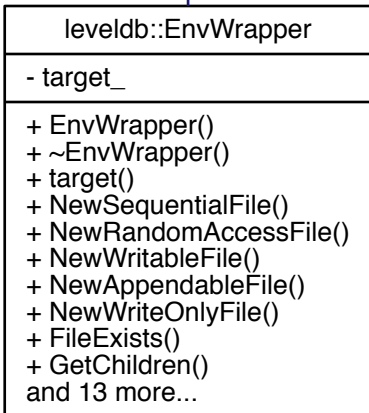 leveldb::EnvWrapper
- target_
+ EnvWrapper()
+ ~EnvWrapper()
+ target()
+ NewSequentialFile()
+ NewRandomAccessFile()
+ NewWritableFile()
+ NewAppendableFile()
+ NewWriteOnlyFile()
+ FileExists()
+ GetChildren()
and 13 more...